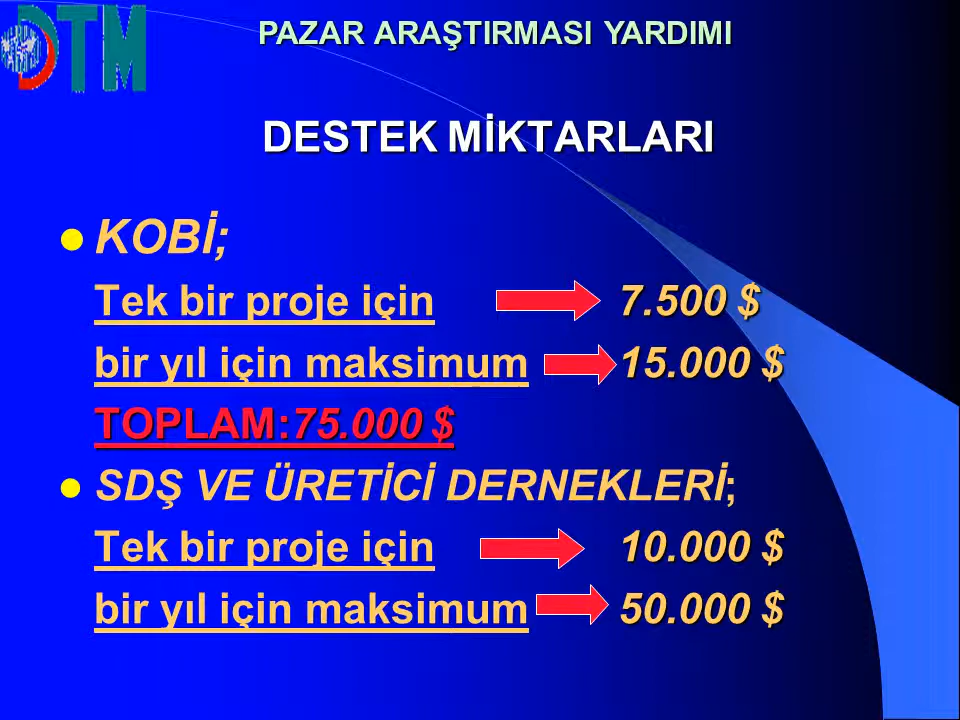 DTM
PAZAR ARAŞTIRMASI YARDIMI
DESTEK MİKTARLARI
KOBİ;
Tek bir proje için 7.500 $
bir yıl için maksimum 15.000 $
TOPLAM:75.000 $
SDŞ VE ÜRETİCİ DERNEKLERİ;
Tek bir proje için 10.000 $
bir yıl için maksimum 50.000 $